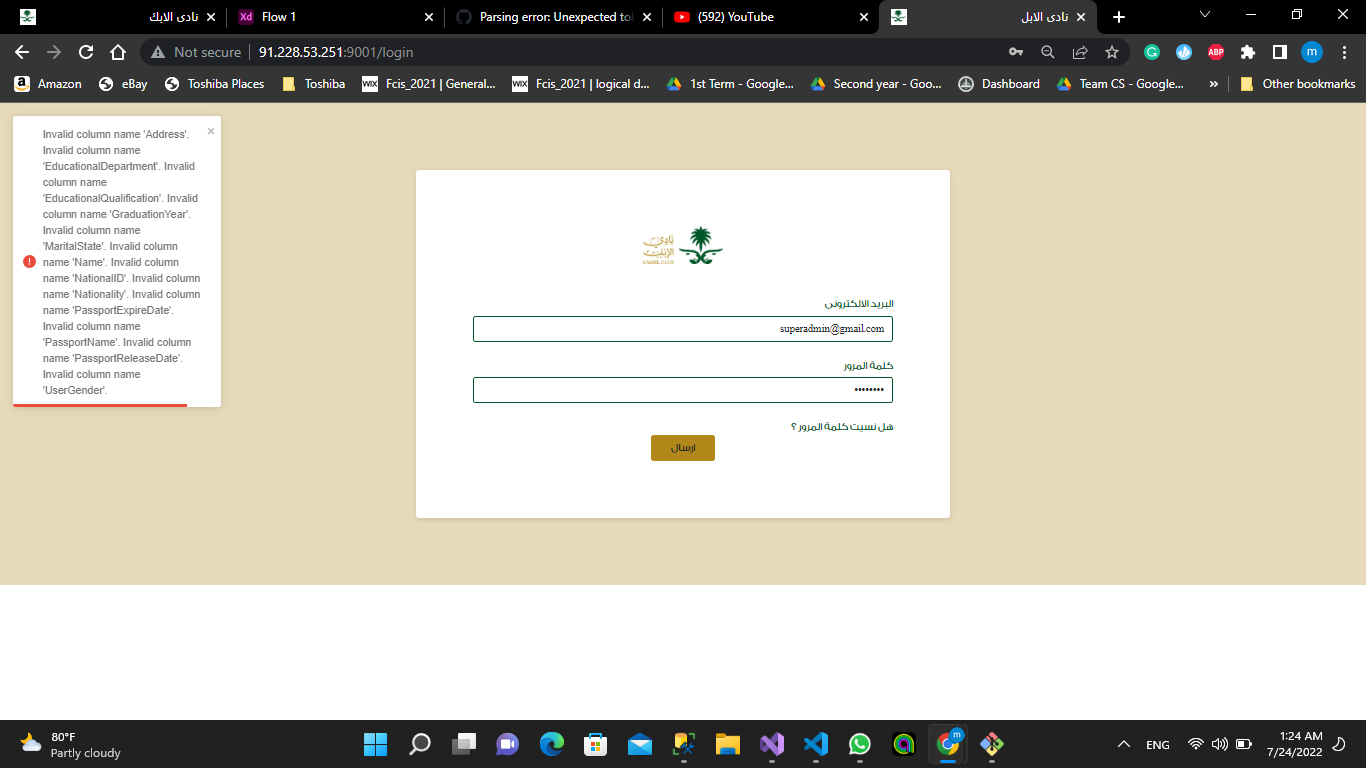 نادى الابل
Flow 1
Parsing error: Unexpected to
(592) YouTube
نادى الابل
Not secure
91.228.53.251:9001/login
ABP
m
Amazon
eBay
Toshiba Places
Toshiba
WIX
Fcis_2021 | General...
WIX
Fcis_2021 | logical d...
1st Term - Google...
Second year - Goo...
Dashboard
Team CS - Google...
»
Other bookmarks
Invalid column name 'Address'.
Invalid column name
'EducationalDepartment'. Invalid
column name
'EducationalQualification'. Invalid
column name 'GraduationYear'.
Invalid column name
'MaritalState'. Invalid column
name 'Name'. Invalid column
name 'NationalID'. Invalid column
name 'Nationality'. Invalid column
name 'PassportExpireDate'.
Invalid column name
'PassportName'. Invalid column
name 'PassportReleaseDate'.
Invalid column name
'UserGender'.
نادي
الإبل
CAMEL CLUB
البريد الالكترونى
superadmin@gmail.com
كلمة المرور
••••••••
هل نسيت كلمة المرور ؟
ارسال
80°F
Partly cloudy
m
ENG
1:24 AM
7/24/2022